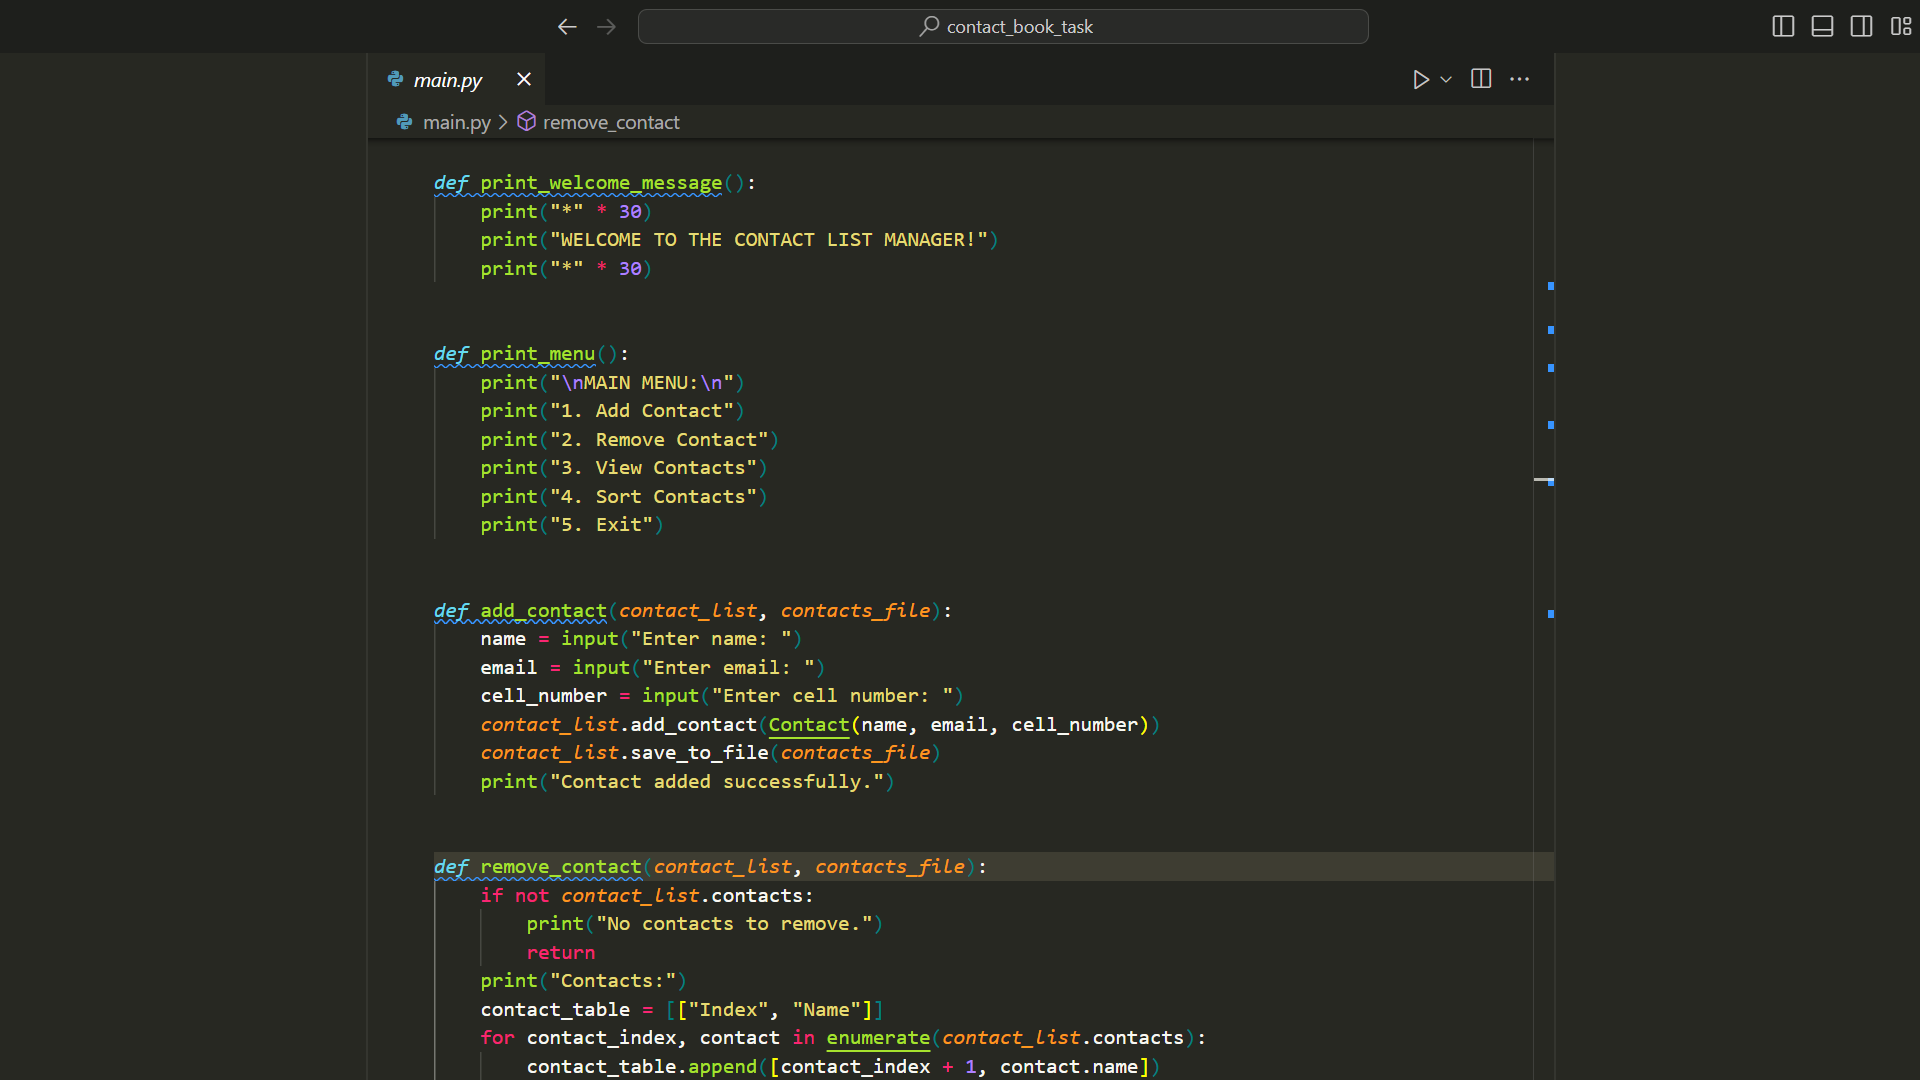 contact_book_task
main.py
main.py > remove_contact
def print_welcome_message():
    print("*" * 30)
    print("WELCOME TO THE CONTACT LIST MANAGER!")
    print("*" * 30)
def print_menu():
    print("\nMAIN MENU:\n")
    print("1. Add Contact")
    print("2. Remove Contact")
    print("3. View Contacts")
    print("4. Sort Contacts")
    print("5. Exit")
def add_contact(contact_list, contacts_file):
    name = input("Enter name: ")
    email = input("Enter email: ")
    cell_number = input("Enter cell number: ")
    contact_list.add_contact(Contact(name, email, cell_number))
    contact_list.save_to_file(contacts_file)
    print("Contact added successfully.")
def remove_contact(contact_list, contacts_file):
    if not contact_list.contacts:
        print("No contacts to remove.")
        return
    print("Contacts:")
    contact_table = [["Index", "Name"]]
    for contact_index, contact in enumerate(contact_list.contacts):
        contact_table.append([contact_index + 1, contact.name])